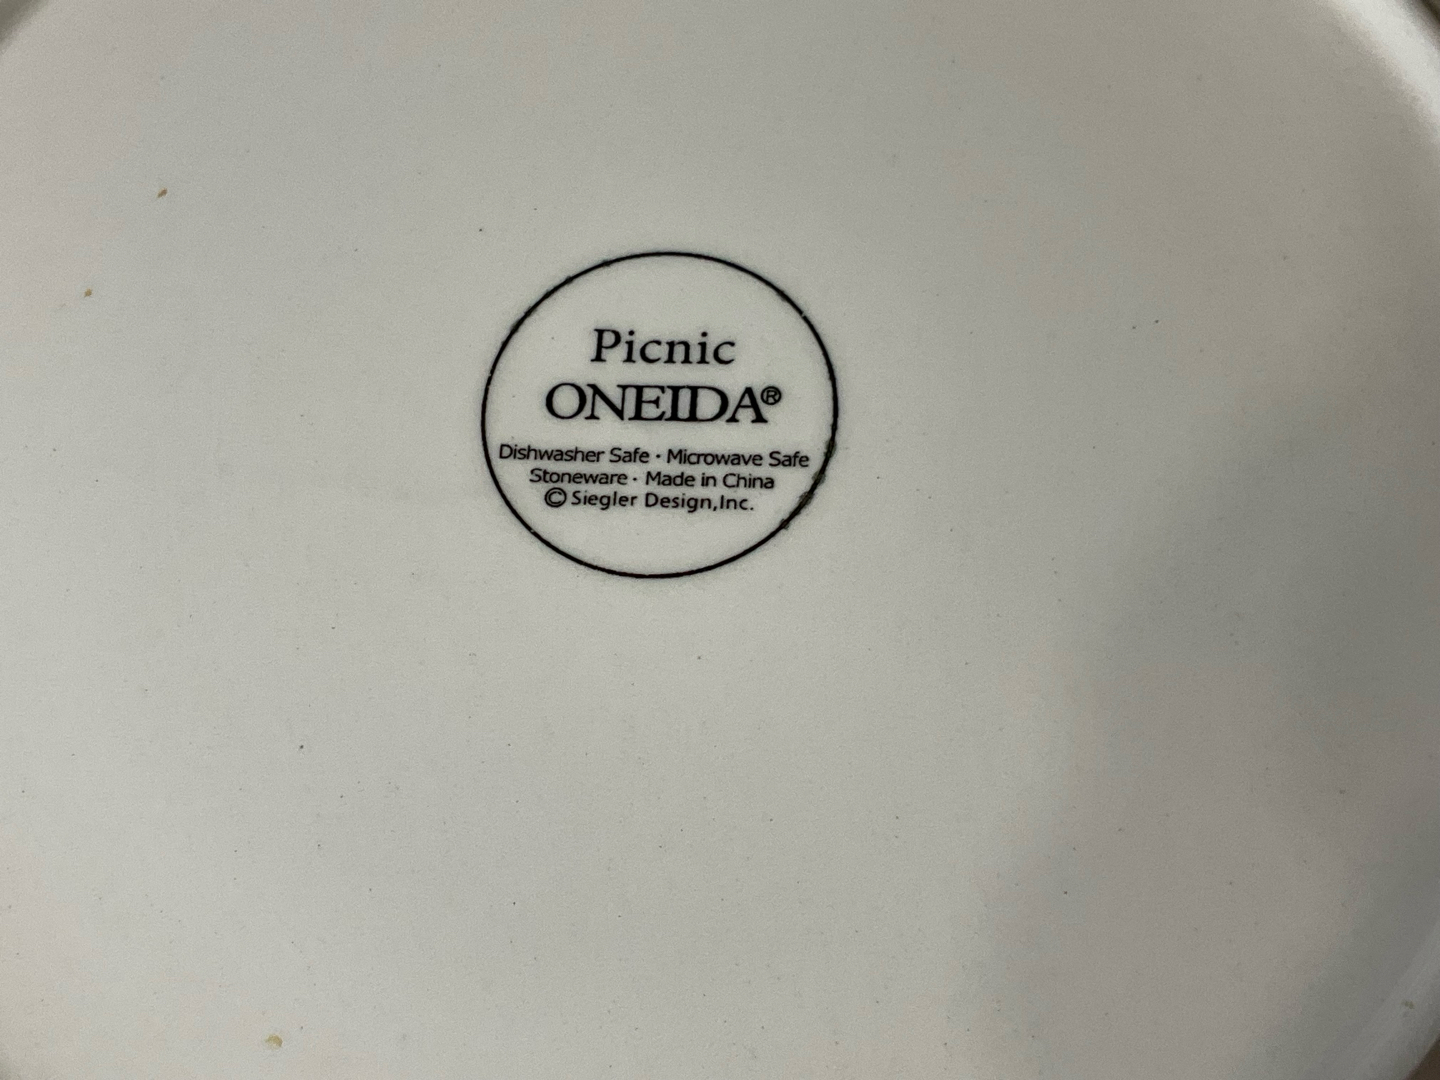 Picnic
ONEIDA®
Dishwasher Safe · Microwave Safe
Stoneware · Made in China
© Siegler Design,Inc.